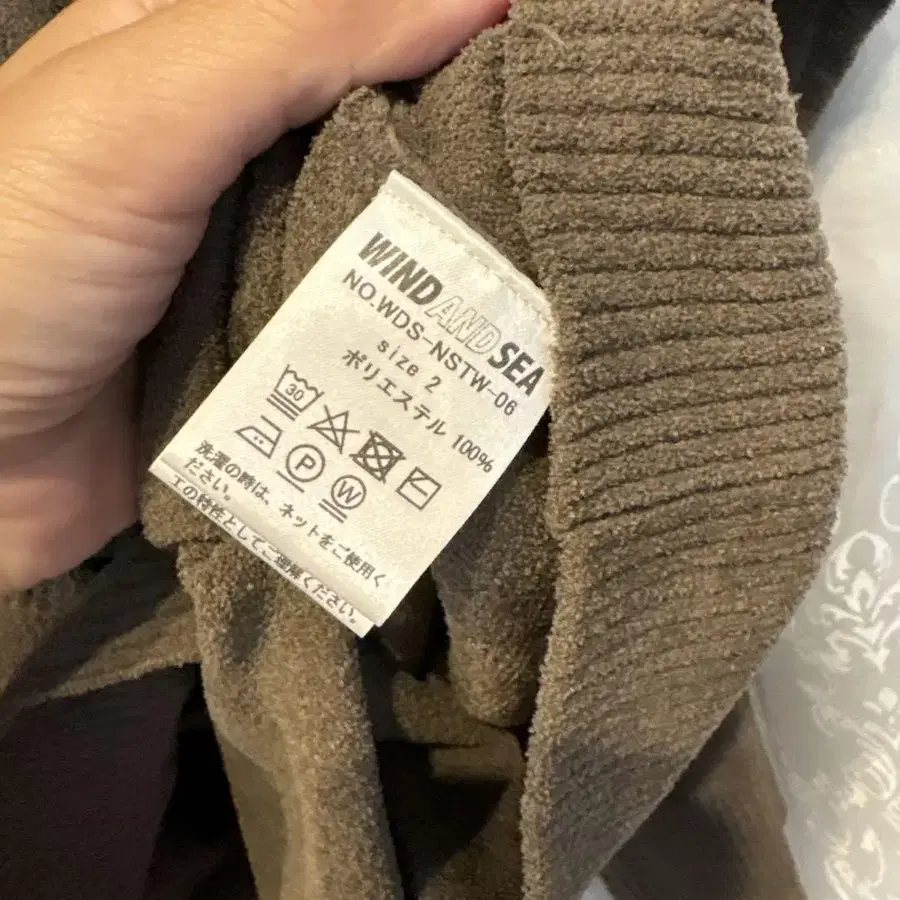 WIND AND SEA
NO.WDS-NSTW-06
size 2
ポリエステル 100%
30
P W
洗濯の時は、ネットをご使用く
ださい。
工の特性としてご理解ください。